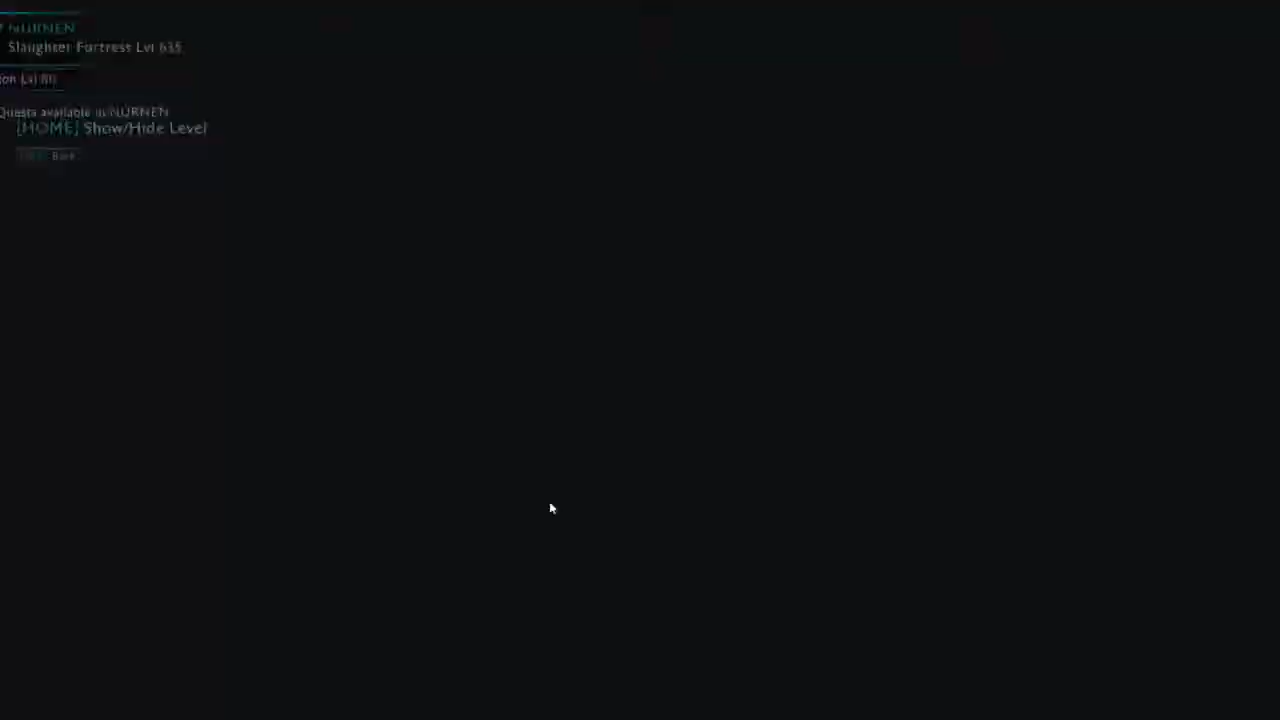 NURNEN
Slaughter Fortress Lvl 635
Quests available in NURNEN
[HOME] Show/Hide Level
Back